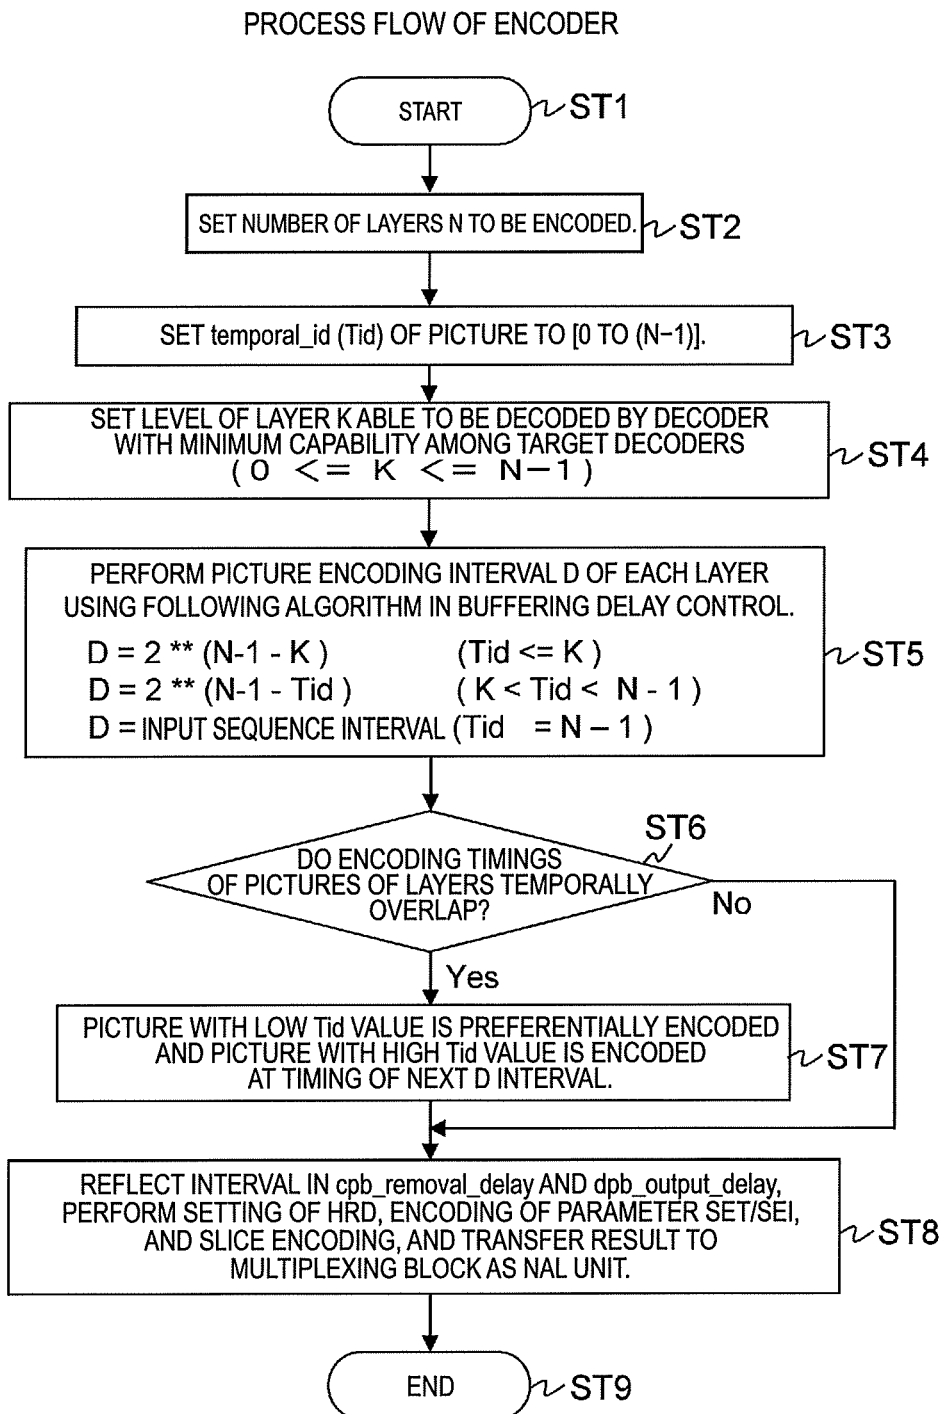 PROCESS FLOW OF ENCODER
START
ST1
SET NUMBER OF LAYERS N TO BE ENCODED.
ST2
SET temporal_id (Tid) OF PICTURE TO [0 TO (N−1)].
ST3
SET LEVEL OF LAYER K ABLE TO BE DECODED BY DECODER
WITH MINIMUM CAPABILITY AMONG TARGET DECODERS
( 0 <= K <= N−1 )
ST4
PERFORM PICTURE ENCODING INTERVAL D OF EACH LAYER
USING FOLLOWING ALGORITHM IN BUFFERING DELAY CONTROL.
D = 2 ** (N-1 - K ) (Tid <= K )
D = 2 ** (N-1 - Tid ) ( K < Tid < N - 1 )
D = INPUT SEQUENCE INTERVAL (Tid = N − 1 )
ST5
ST6
DO ENCODING TIMINGS
OF PICTURES OF LAYERS TEMPORALLY
OVERLAP?
No
Yes
PICTURE WITH LOW Tid VALUE IS PREFERENTIALLY ENCODED
AND PICTURE WITH HIGH Tid VALUE IS ENCODED
AT TIMING OF NEXT D INTERVAL.
ST7
REFLECT INTERVAL IN cpb_removal_delay AND dpb_output_delay,
PERFORM SETTING OF HRD, ENCODING OF PARAMETER SET/SEI,
AND SLICE ENCODING, AND TRANSFER RESULT TO
MULTIPLEXING BLOCK AS NAL UNIT.
ST8
END
ST9